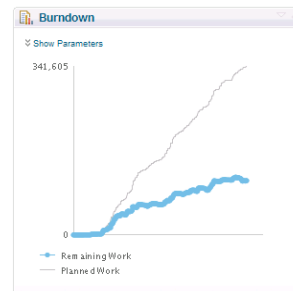 Burndown
Show Parameters
341,605
0
Remaining Work
Planned Work